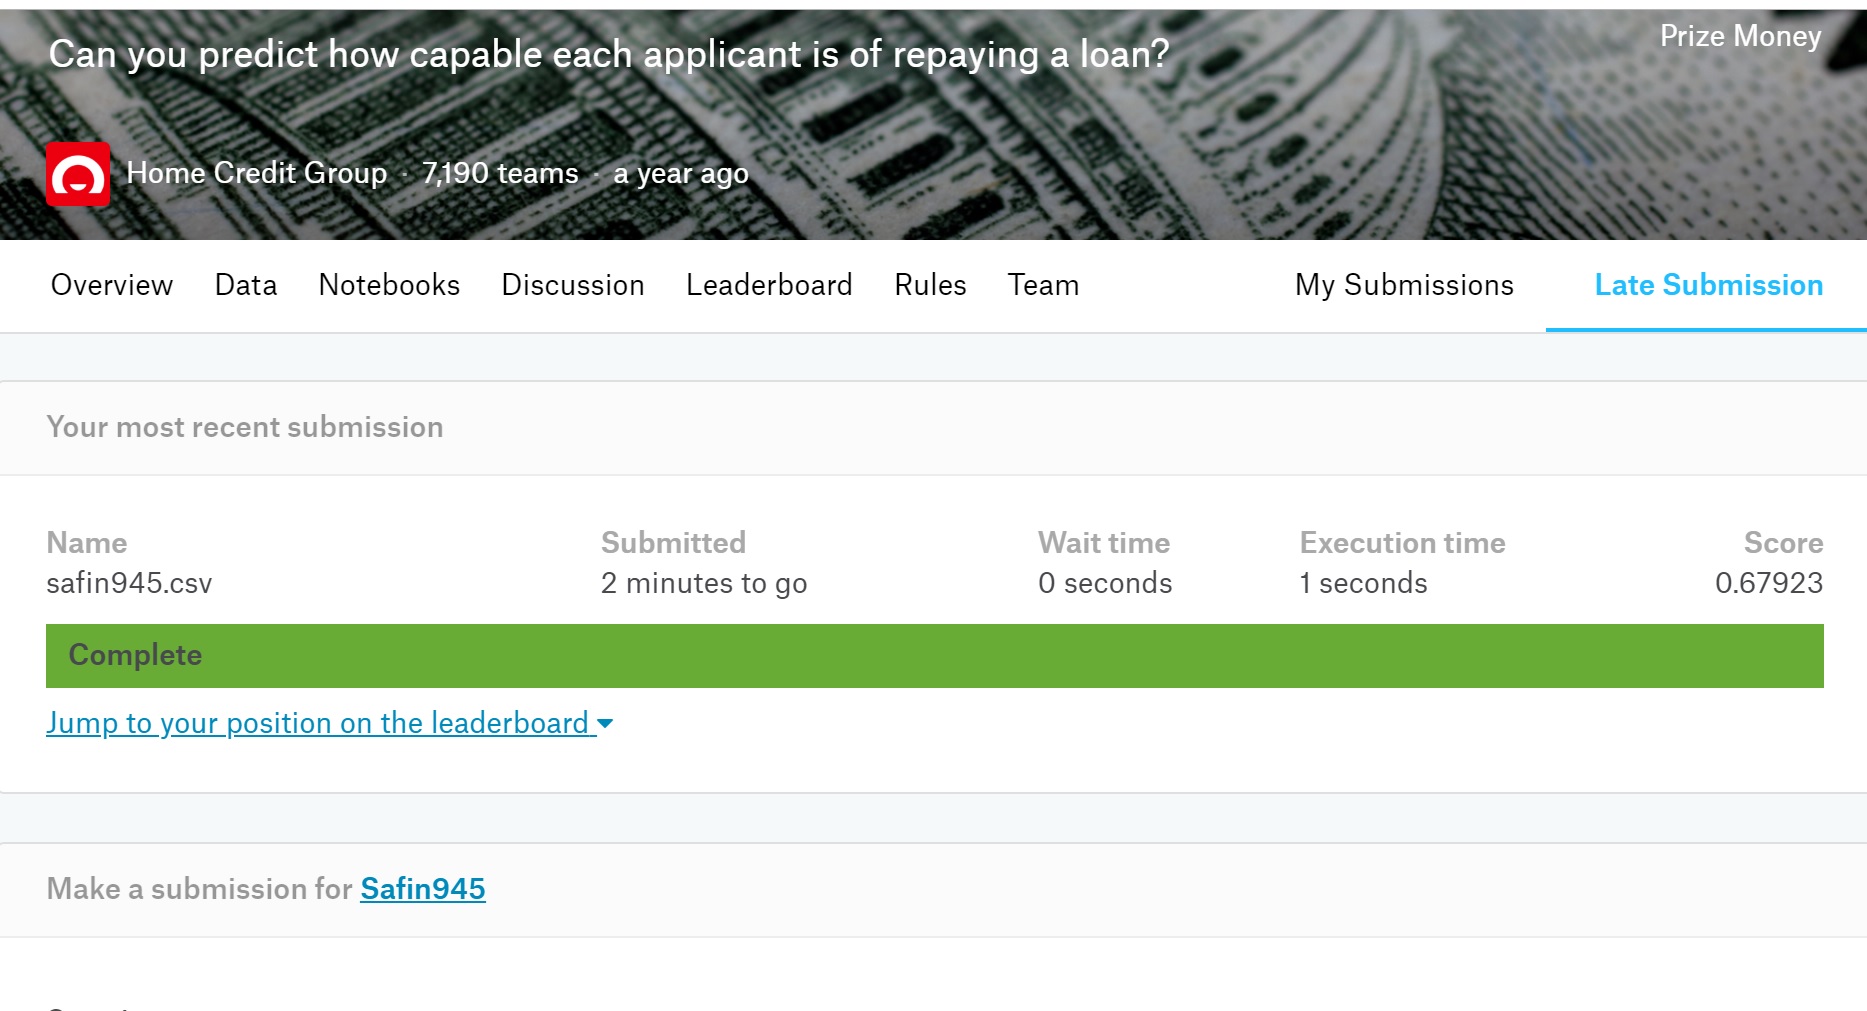 Can you predict how capable each applicant is of repaying a loan?
Prize Money
Home Credit Group · 7,190 teams · a year ago
Overview Data Notebooks Discussion Leaderboard Rules Team My Submissions Late Submission
Your most recent submission
Name Submitted Wait time Execution time Score
safin945.csv 2 minutes to go 0 seconds 1 seconds 0.67923
Complete
Jump to your position on the leaderboard
Make a submission for Safin945